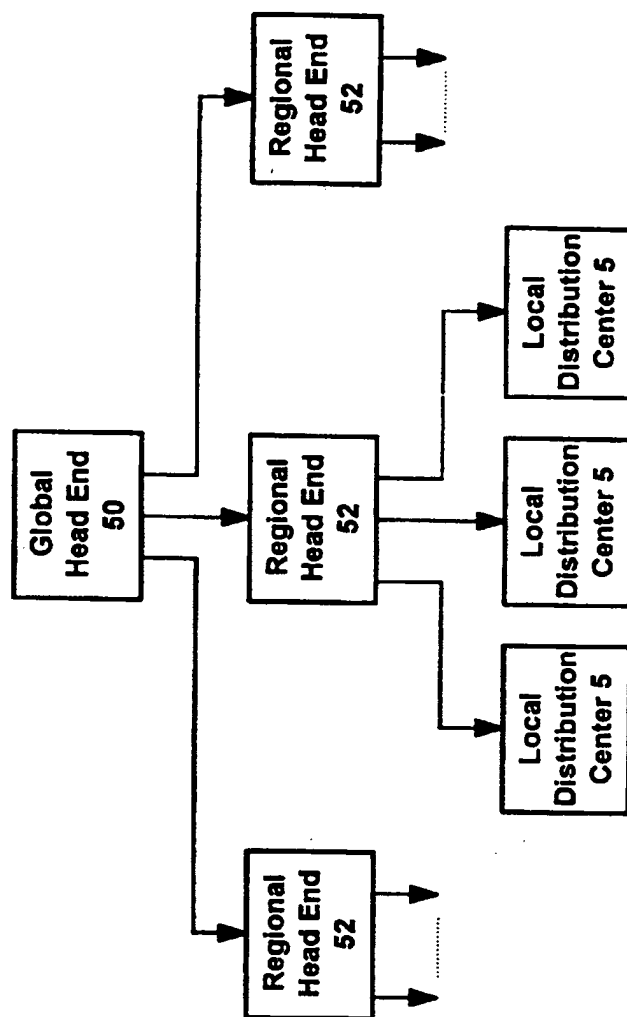 Global
Head End
50
Regional
Head End
52
Regional
Head End
52
Regional
Head End
52
Local
Distribution
Center 5
Local
Distribution
Center 5
Local
Distribution
Center 5